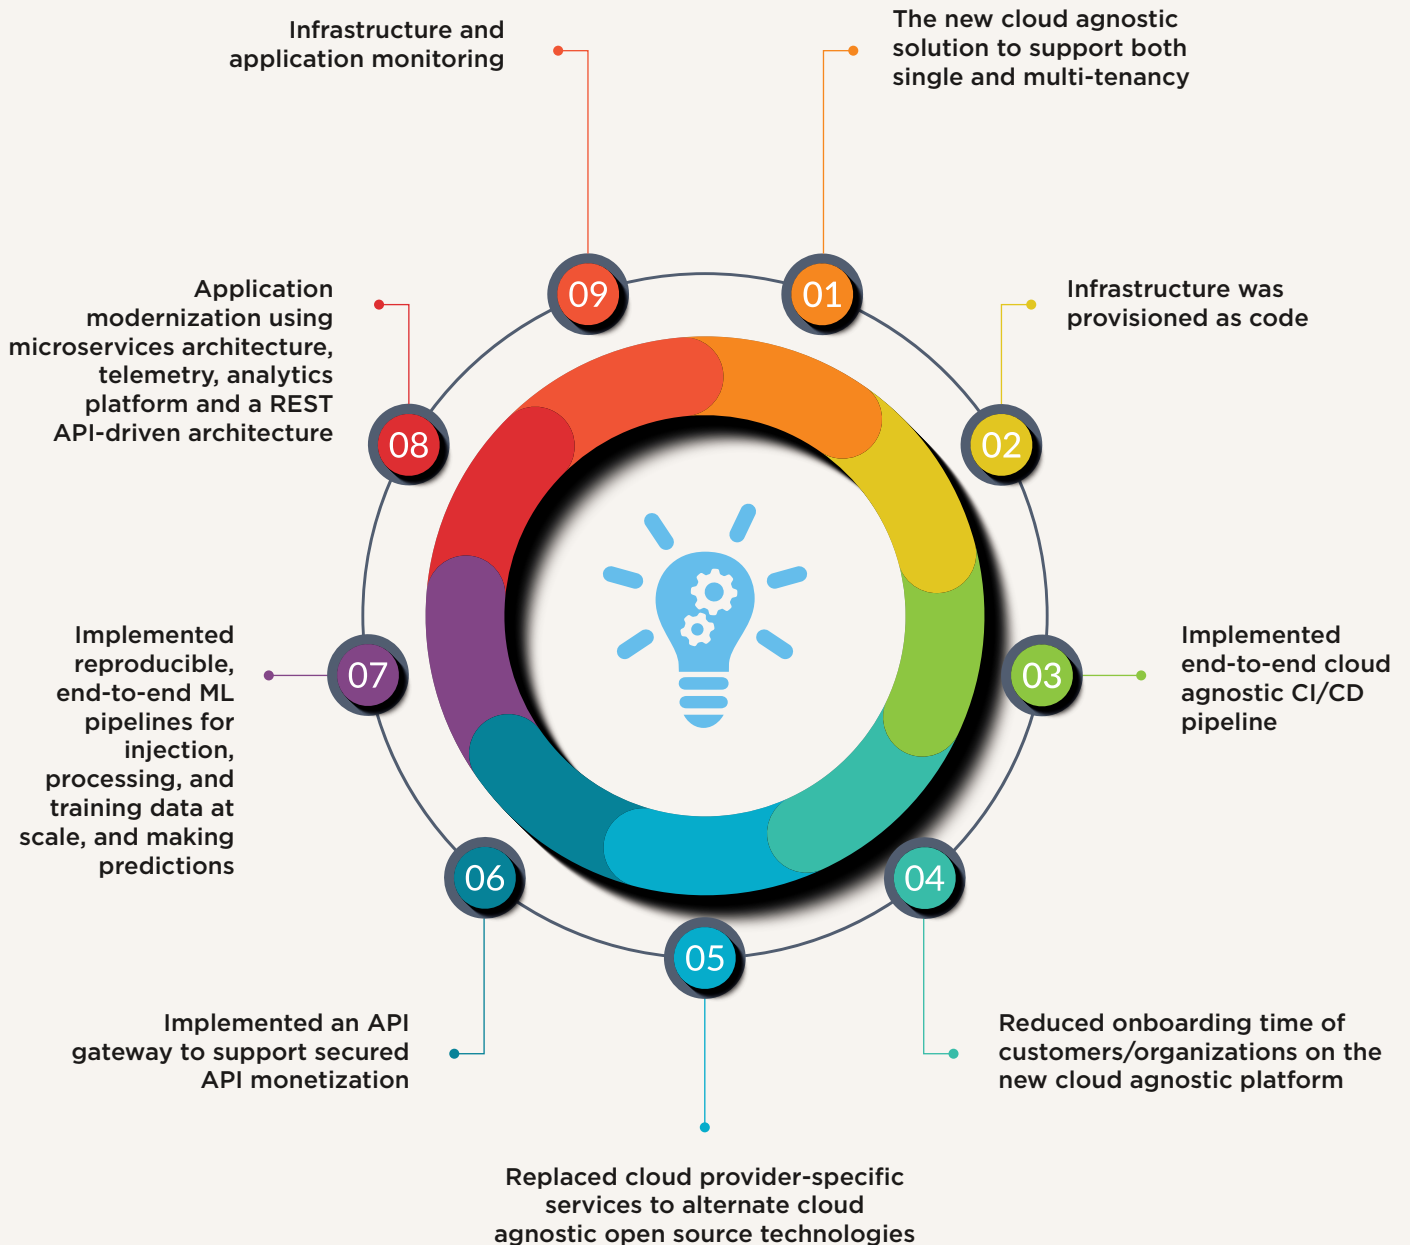 Infrastructure and
application monitoring
The new cloud agnostic
solution to support both
single and multi-tenancy
09
01
Application
modernization using
microservices architecture,
telemetry, analytics
platform and a REST
API-driven architecture
Infrastructure was
provisioned as code
08
02
Implemented
reproducible,
end-to-end ML
pipelines for
injection,
processing, and
training data at
scale, and making
predictions
07
03
Implemented
end-to-end cloud
agnostic CI/CD
pipeline
06
04
05
Implemented an API
gateway to support secured
API monetization
Reduced onboarding time of
customers/organizations on the
new cloud agnostic platform
Replaced cloud provider-specific
services to alternate cloud
agnostic open source technologies